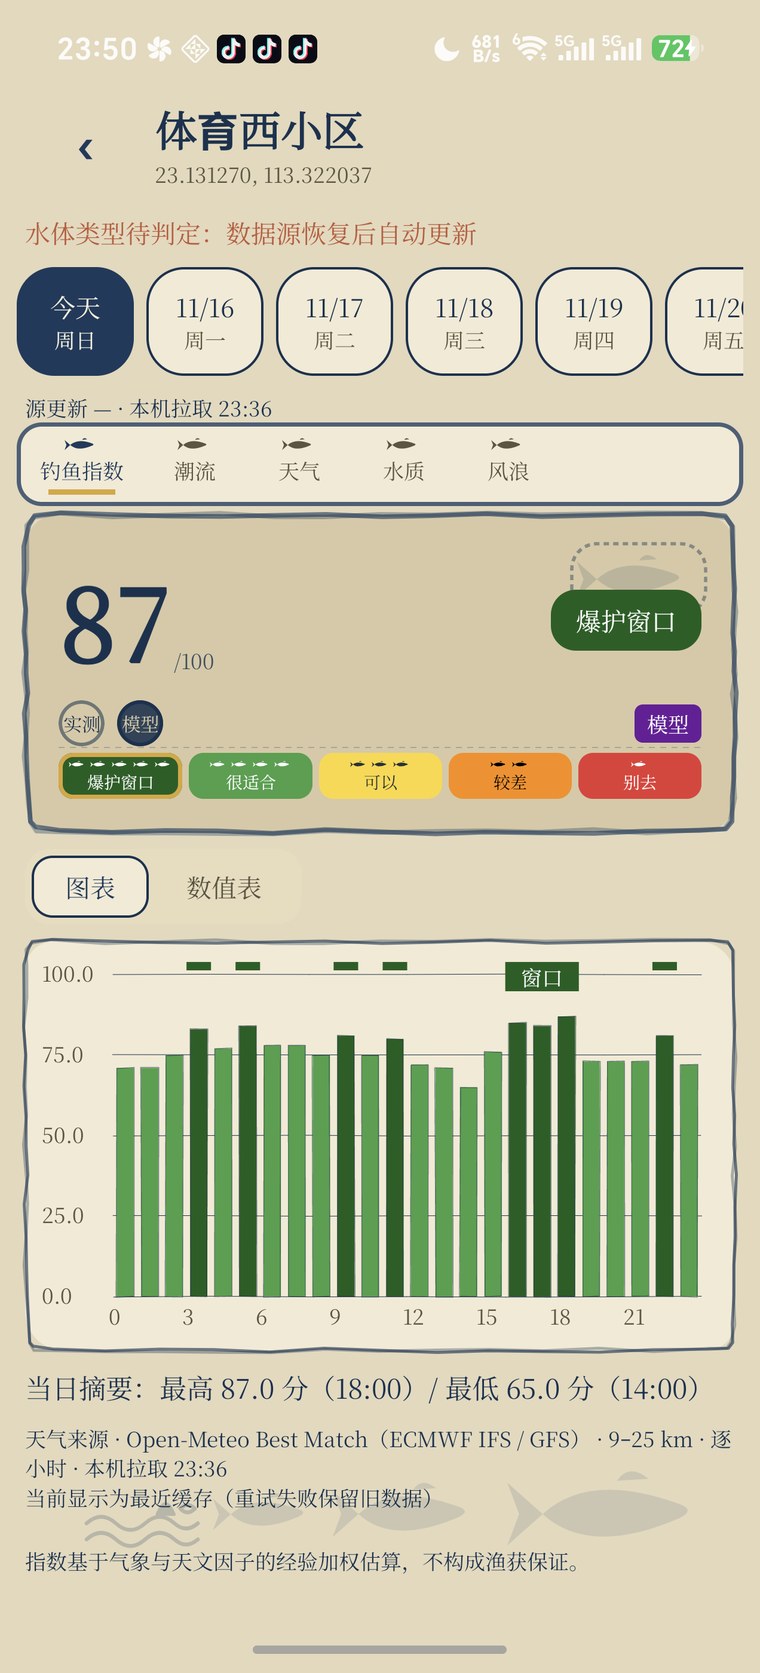 23:50
681 B/s
6
5G
5G
72
体育西小区
23.131270, 113.322037
水体类型待判定：数据源恢复后自动更新
今天 11/16 11/17 11/18 11/19 11/20
周日 周一 周二 周三 周四 周五
源更新 — · 本机拉取 23:36
钓鱼指数 潮流 天气 水质 风浪
87 /100
爆护窗口
实测 模型 模型
爆护窗口 很适合 可以 较差 别去
图表 数值表
100.0
窗口
75.0
50.0
25.0
0.0
0 3 6 9 12 15 18 21
当日摘要：最高 87.0 分（18:00）/ 最低 65.0 分（14:00）
天气来源 · Open-Meteo Best Match（ECMWF IFS / GFS） · 9–25 km · 逐
小时 · 本机拉取 23:36
当前显示为最近缓存（重试失败保留旧数据）
指数基于气象与天文因子的经验加权估算，不构成渔获保证。